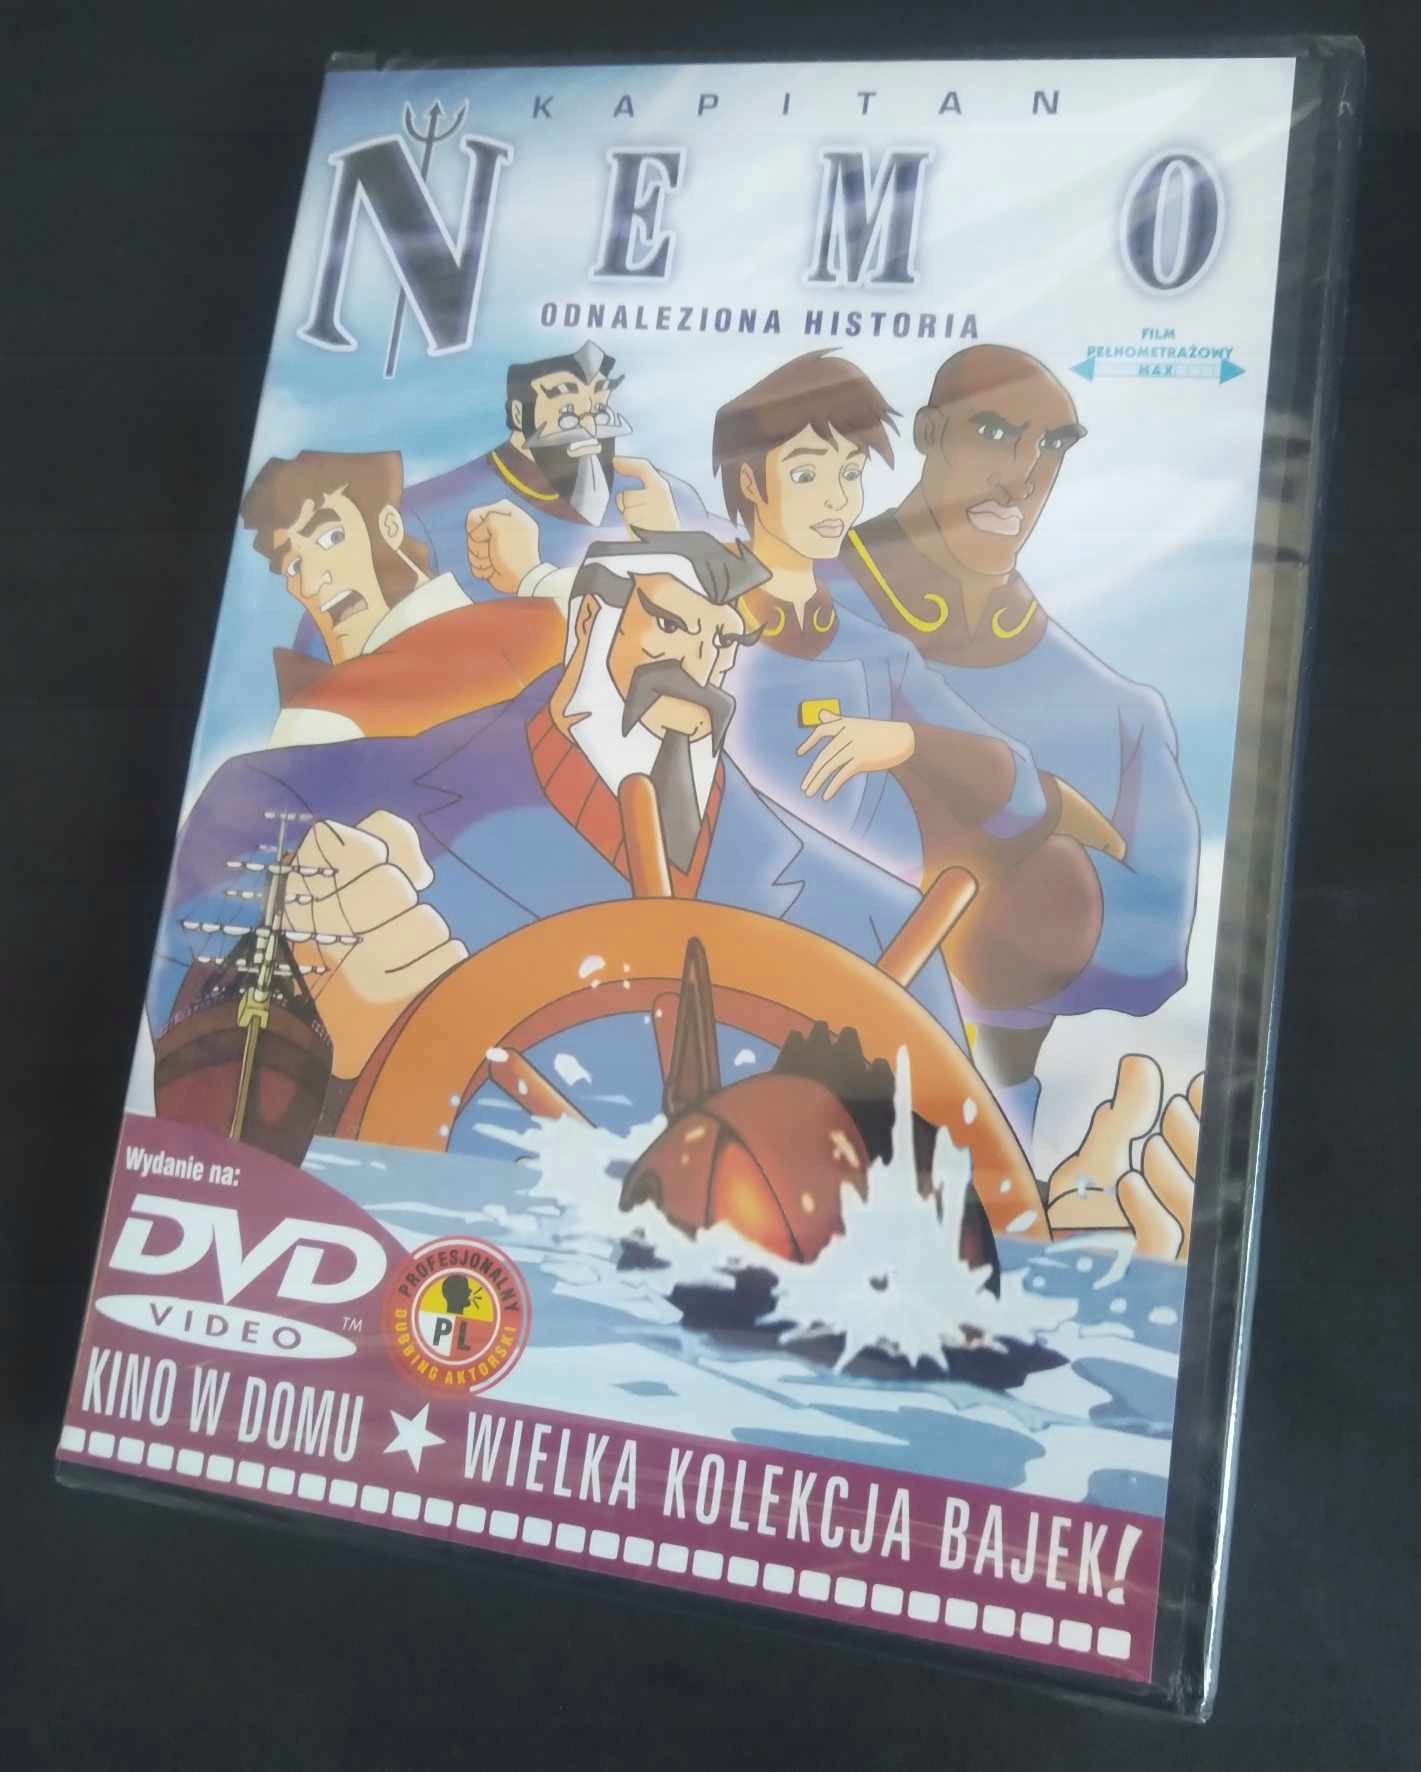 KAPITAN
NEMO
ODNALEZIONA HISTORIA
FILM
PEŁNOMETRAŻOWY
MAX
Wydanie na:
DVD
VIDEO TM
PROFESJONALNY
PL
DUBBING AKTORSKI
KINO W DOMU ★ WIELKA KOLEKCJA BAJEK!